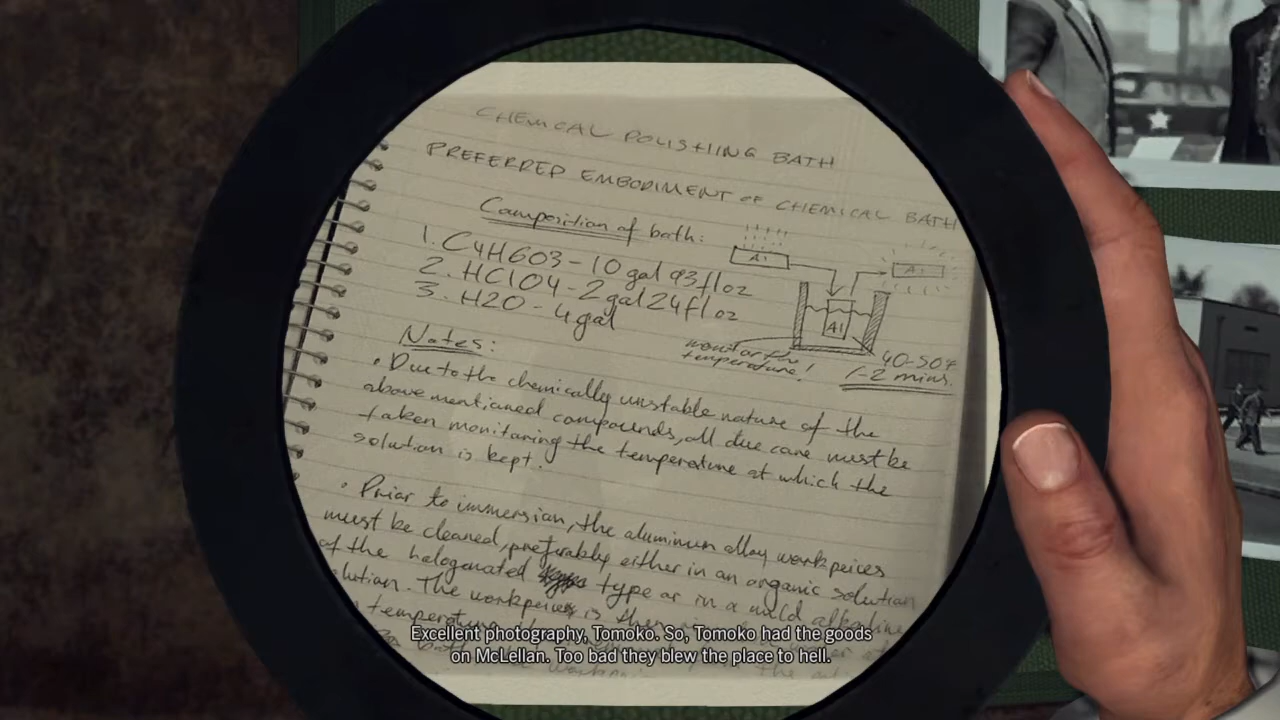 CHEMICAL POLISHING BATH
PREFERRED EMBODIMENT OF CHEMICAL BATH
Composition of bath:
1. C4H6O3 - 10 gal 93 fl oz
2. HClO4 - 2 gal 24 fl oz
3. H2O - 4 gal
Al
Al
Al
monitor the
temperature!
40-50°F
1-2 mins.
Notes:
• Due to the chemically unstable nature of the
above mentioned compounds, all due care must be
taken monitoring the temperature at which the
solution is kept.
• Prior to immersion, the aluminum alloy workpeices
must be cleaned, preferably either in an organic solution
of the halogenated type or in a mild alkaline
The workpeices is
temperature
Excellent photography, Tomoko. So, Tomoko had the goods
on McLellan. Too bad they blew the place to hell.